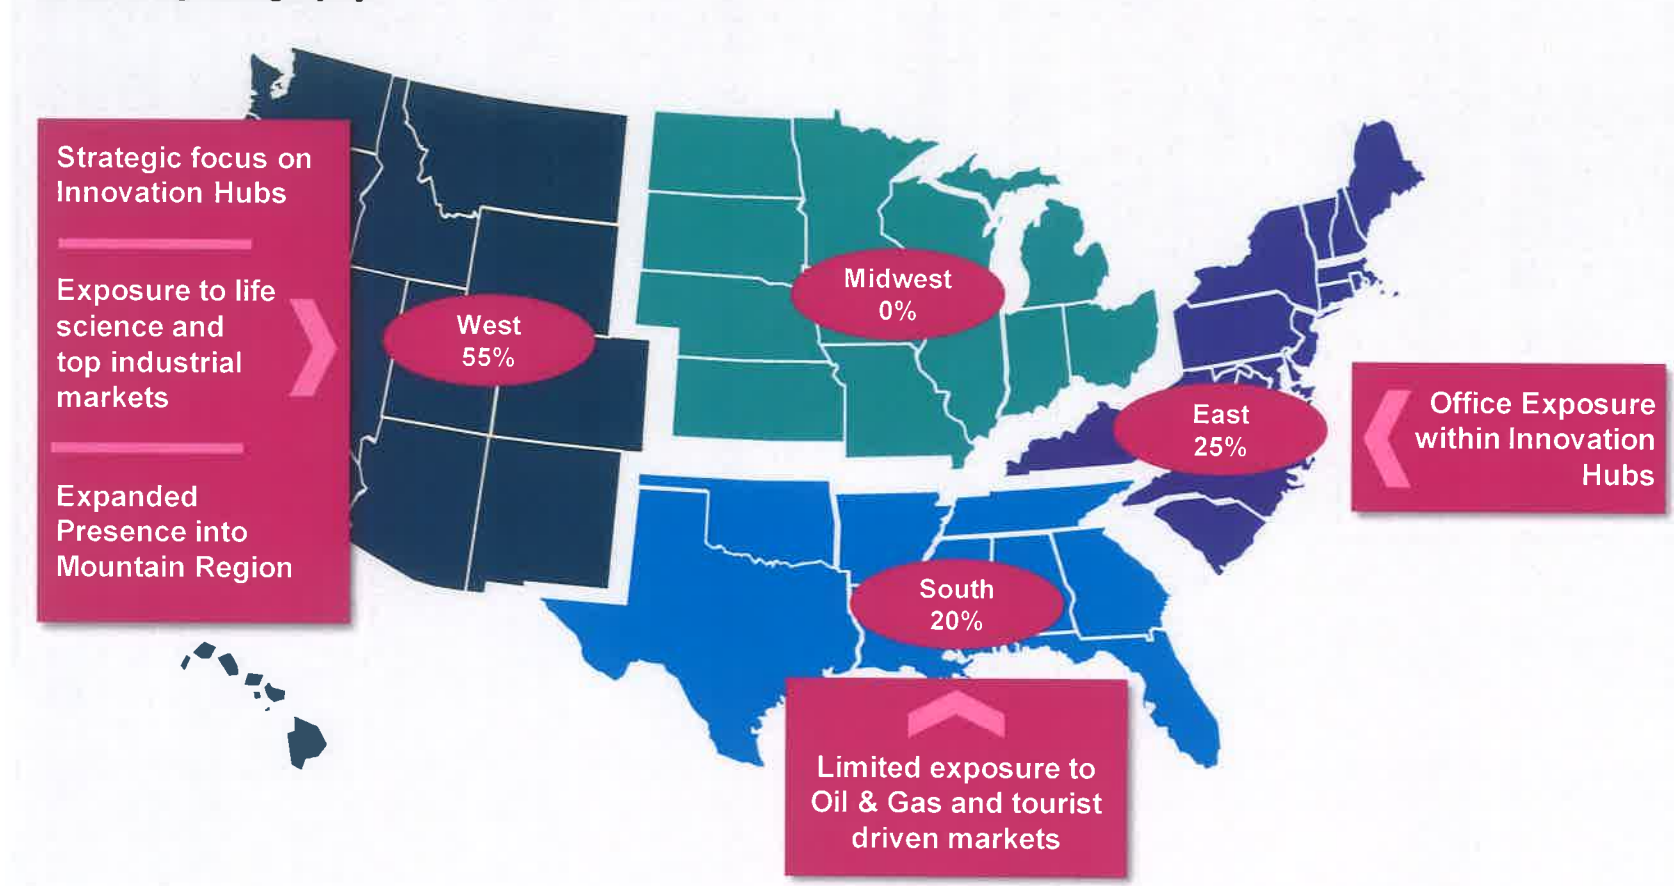 Strategic focus on
Innovation Hubs
Exposure to life
science and
top industrial
markets
Expanded
Presence into
Mountain Region
West
55%
Midwest
0%
East
25%
Office Exposure
within Innovation
Hubs
South
20%
Limited exposure to
Oil & Gas and tourist
driven markets